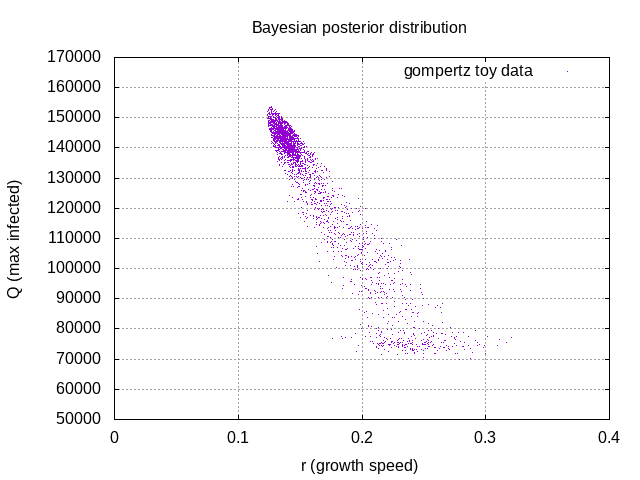 Bayesian posterior distribution
gompertz toy data
Q (max infected)
170000
160000
150000
140000
130000
120000
110000
100000
90000
80000
70000
60000
50000
0 0.1 0.2 0.3 0.4
r (growth speed)